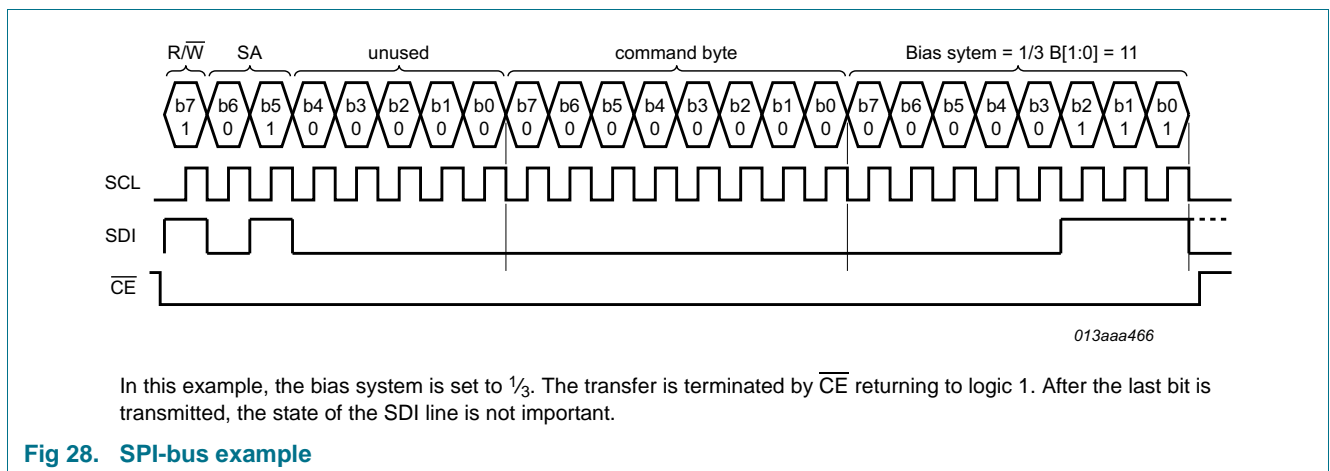 R/W SA unused command byte Bias sytem = 1/3 B[1:0] = 11
b7 b6 b5 b4 b3 b2 b1 b0 b7 b6 b5 b4 b3 b2 b1 b0 b7 b6 b5 b4 b3 b2 b1 b0
1 0 1 0 0 0 0 0 0 0 0 0 0 0 0 0 0 0 0 0 0 1 1 1
SCL
SDI
CE
013aaa466
In this example, the bias system is set to 1/3. The transfer is terminated by CE returning to logic 1. After the last bit is
transmitted, the state of the SDI line is not important.
Fig 28. SPI-bus example